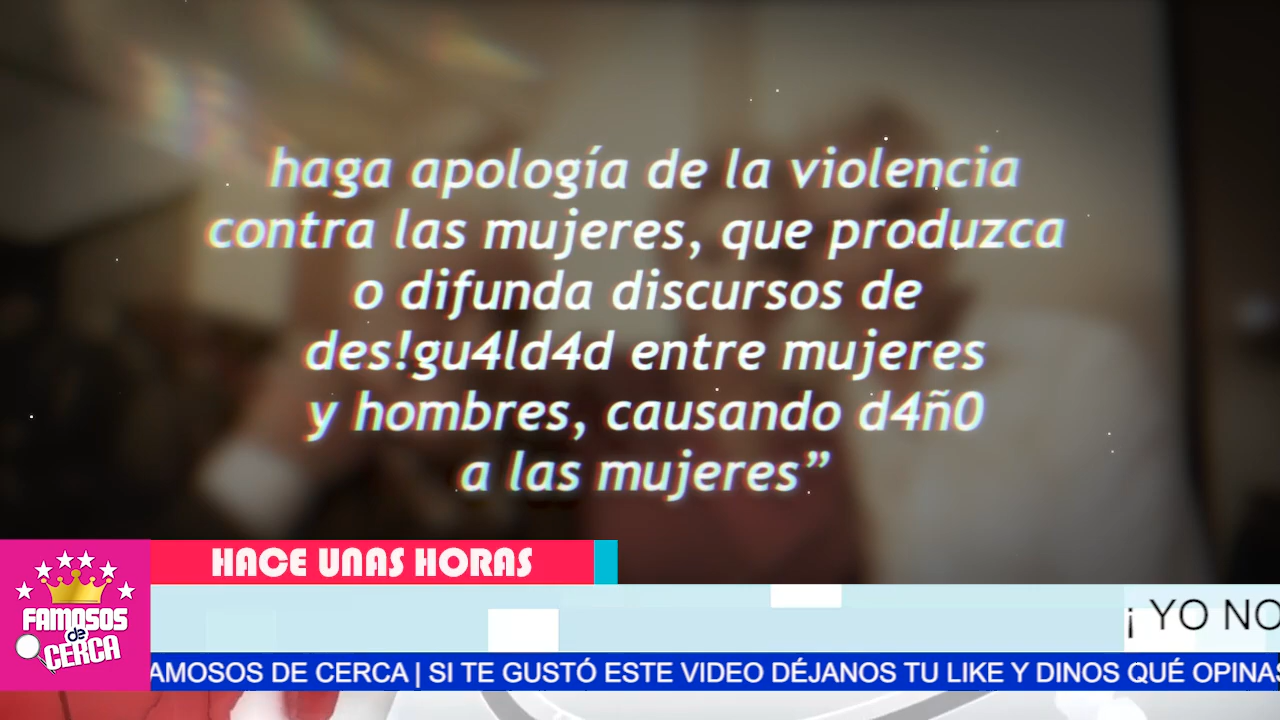 haga apología de la violencia
contra las mujeres, que produzca
o difunda discursos de
des!gu4ld4d entre mujeres
y hombres, causando d4ñ0
a las mujeres”
HACE UNAS HORAS
FAMOSOS
de
CERCA
¡ YO NO
AMOSOS DE CERCA | SI TE GUSTÓ ESTE VIDEO DÉJANOS TU LIKE Y DINOS QUÉ OPINAS